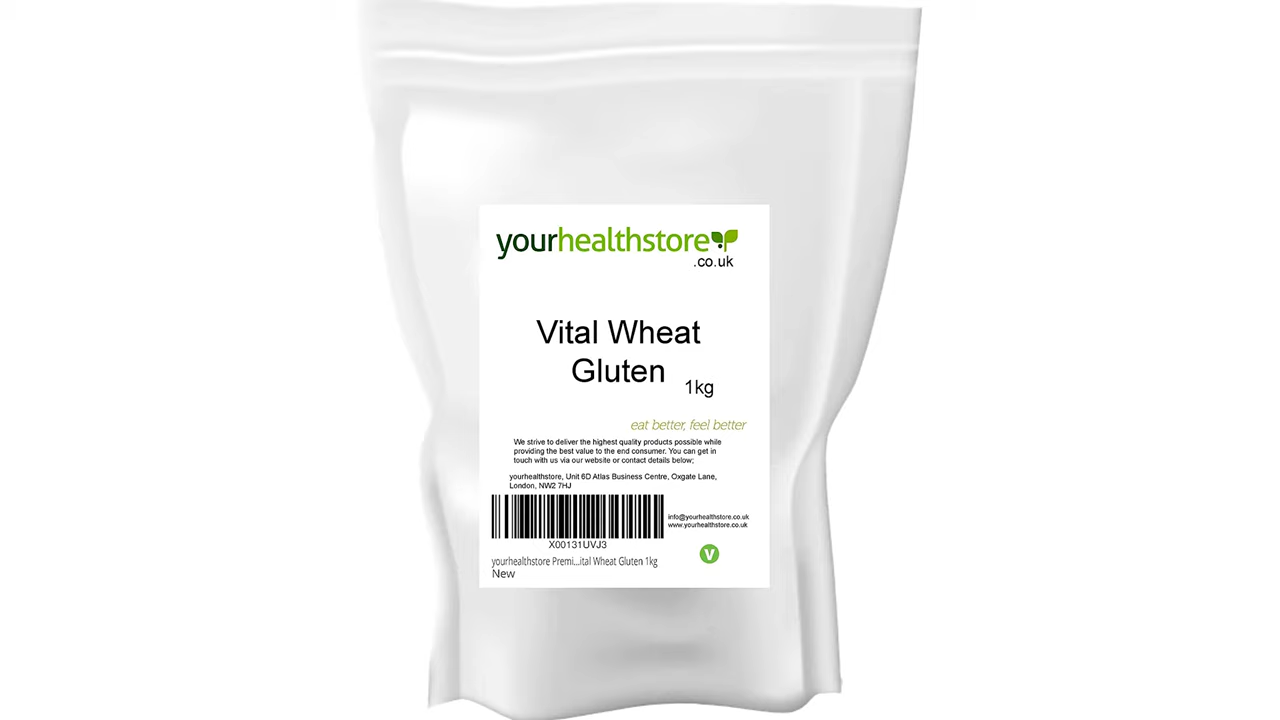 yourhealthstore
.co.uk
Vital Wheat
Gluten 1kg
eat better, feel better
We strive to deliver the highest quality products possible while
providing the best value to the end consumer. You can get in
touch with us via our website or contact details below;
yourhealthstore, Unit 6D Atlas Business Centre, Oxgate Lane,
London, NW2 7HJ
info@yourhealthstore.co.uk
www.yourhealthstore.co.uk
X00131UVJ3
V
yourhealthstore Premi...ital Wheat Gluten 1kg
New